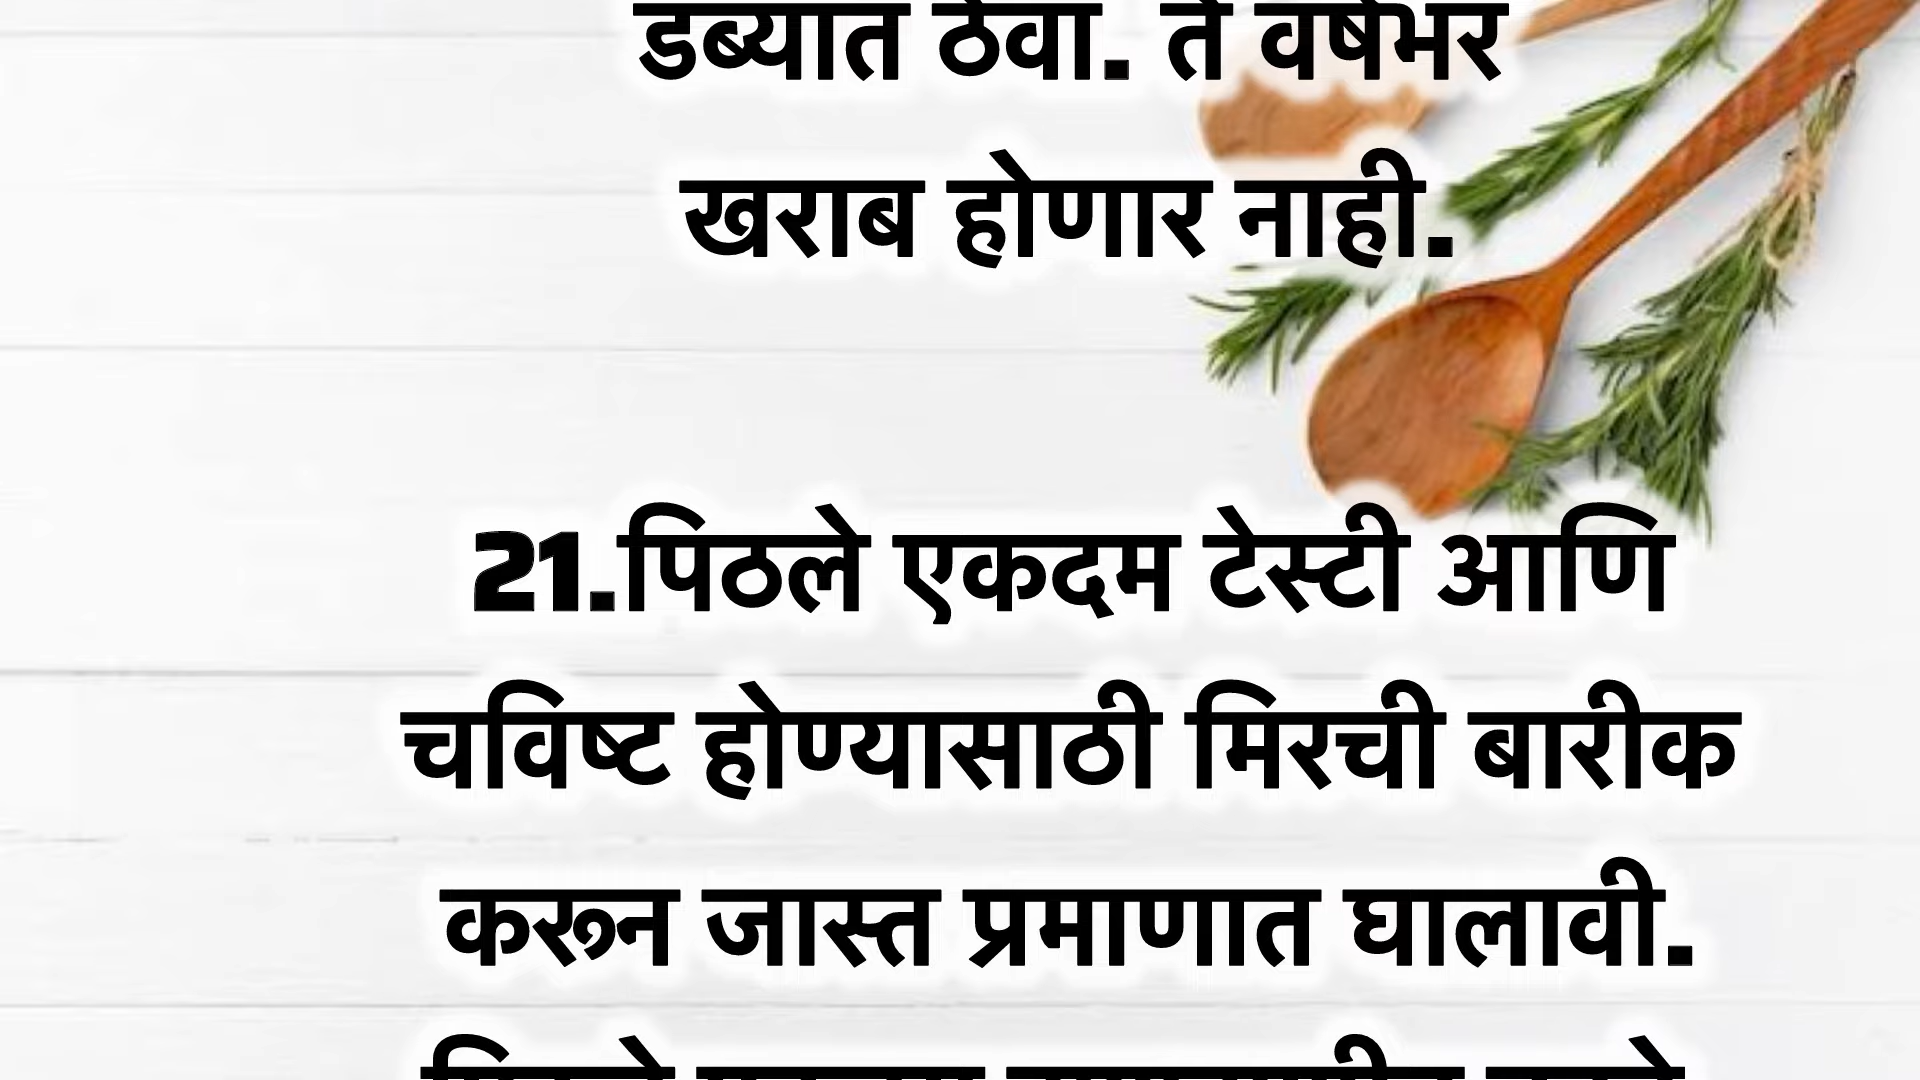 डब्यात ठेवा. ते वर्षभर
खराब होणार नाही.
21.पिठले एकदम टेस्टी आणि
चविष्ट होण्यासाठी मिरची बारीक
करून जास्त प्रमाणात घालावी.